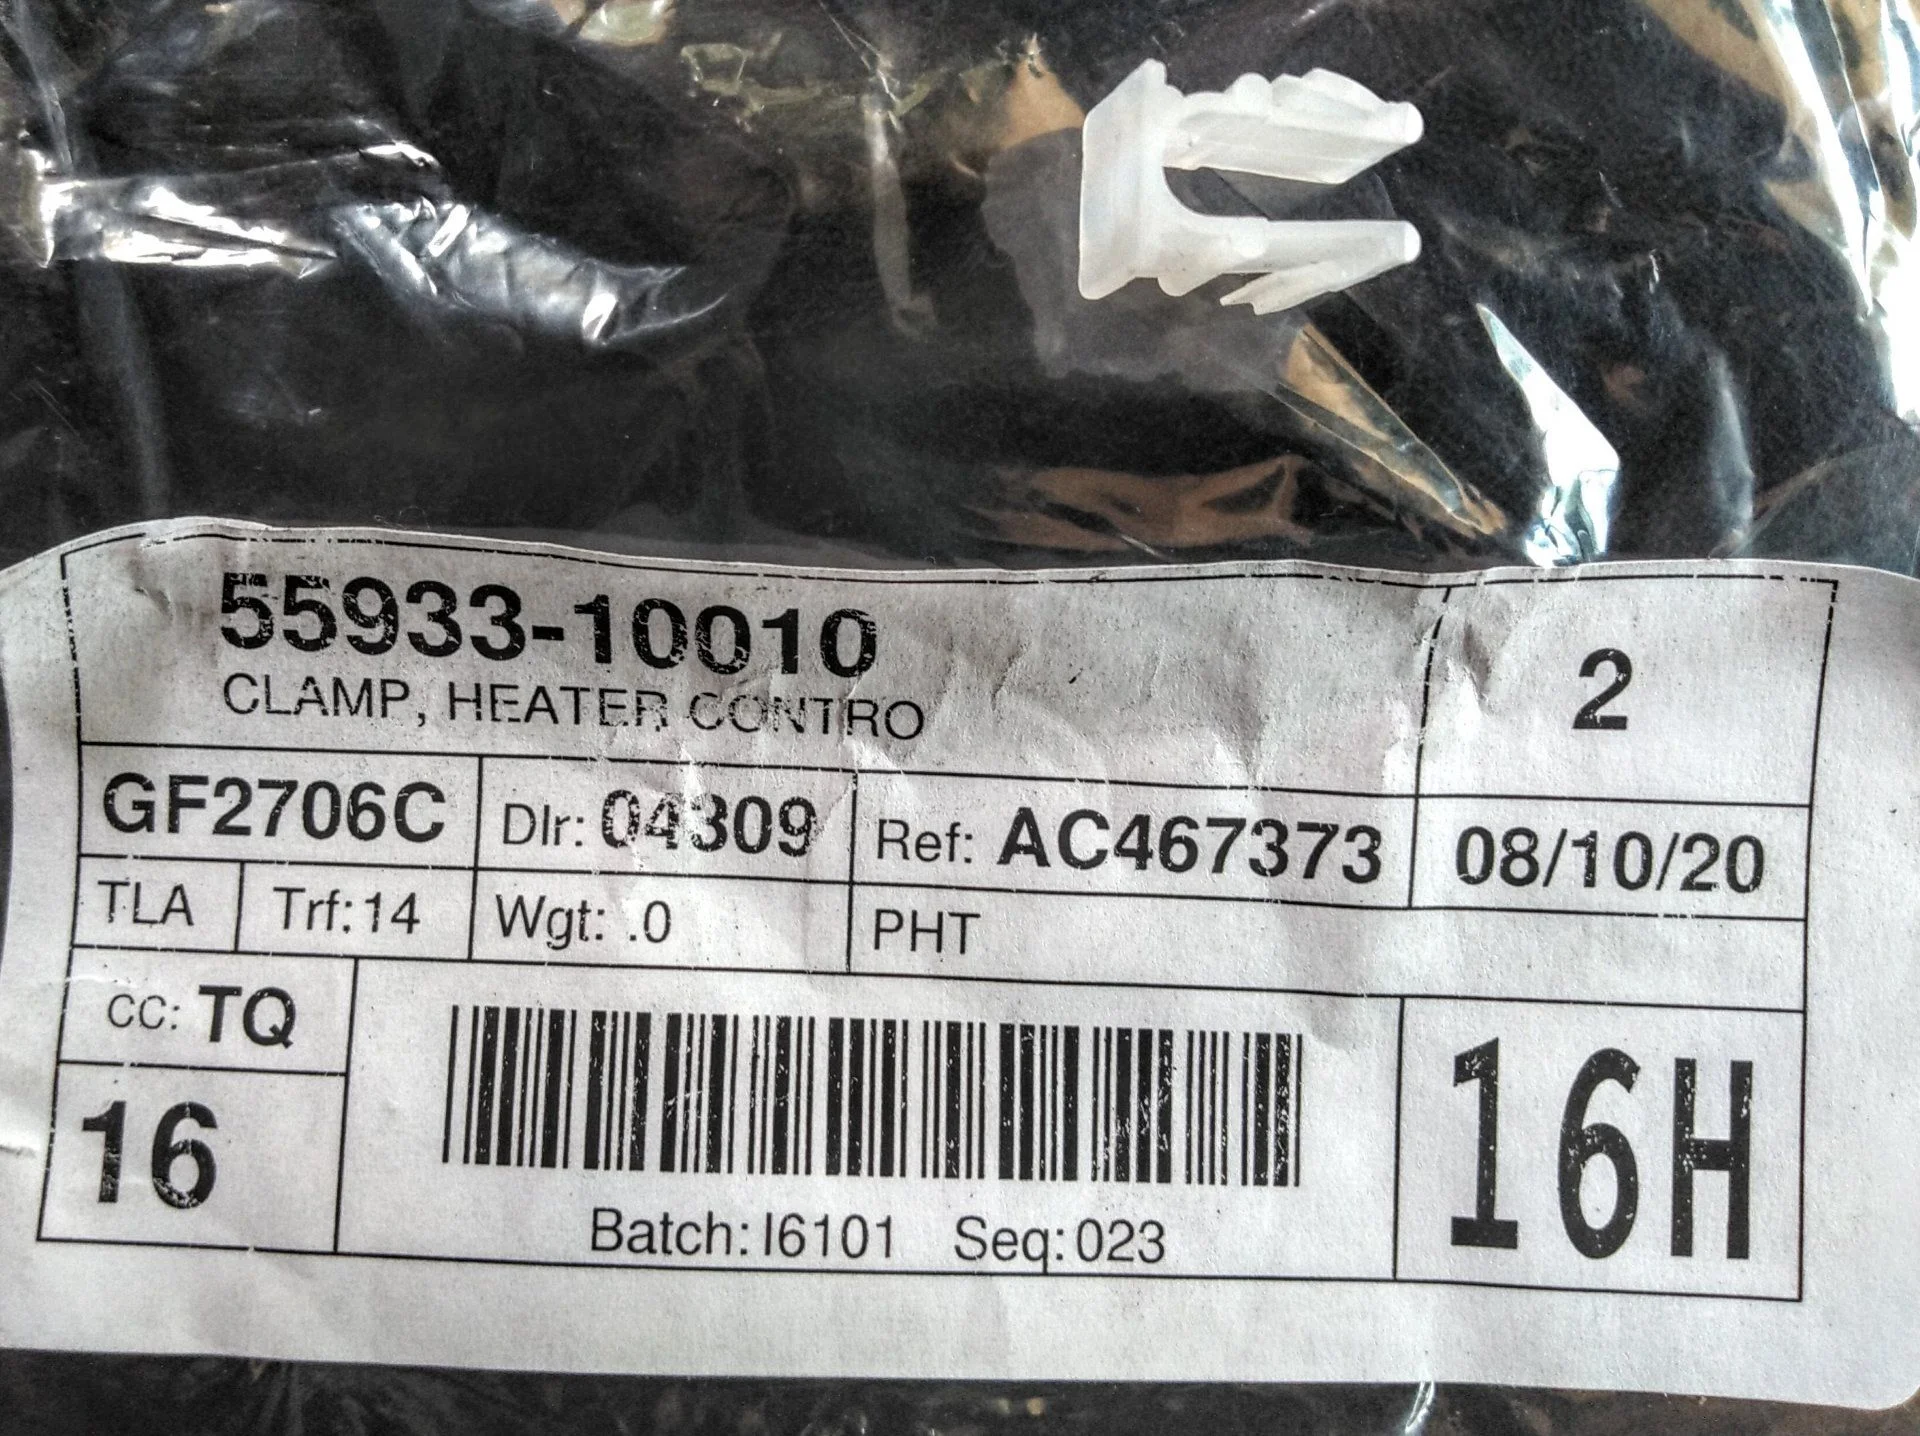 55933-10010
CLAMP, HEATER CONTRO
2
GF2706C
Dlr: 04309
Ref: AC467373
08/10/20
TLA
Trf: 14
Wgt: .0
PHT
CC: TQ
16
16H
Batch: I6101 Seq: 023